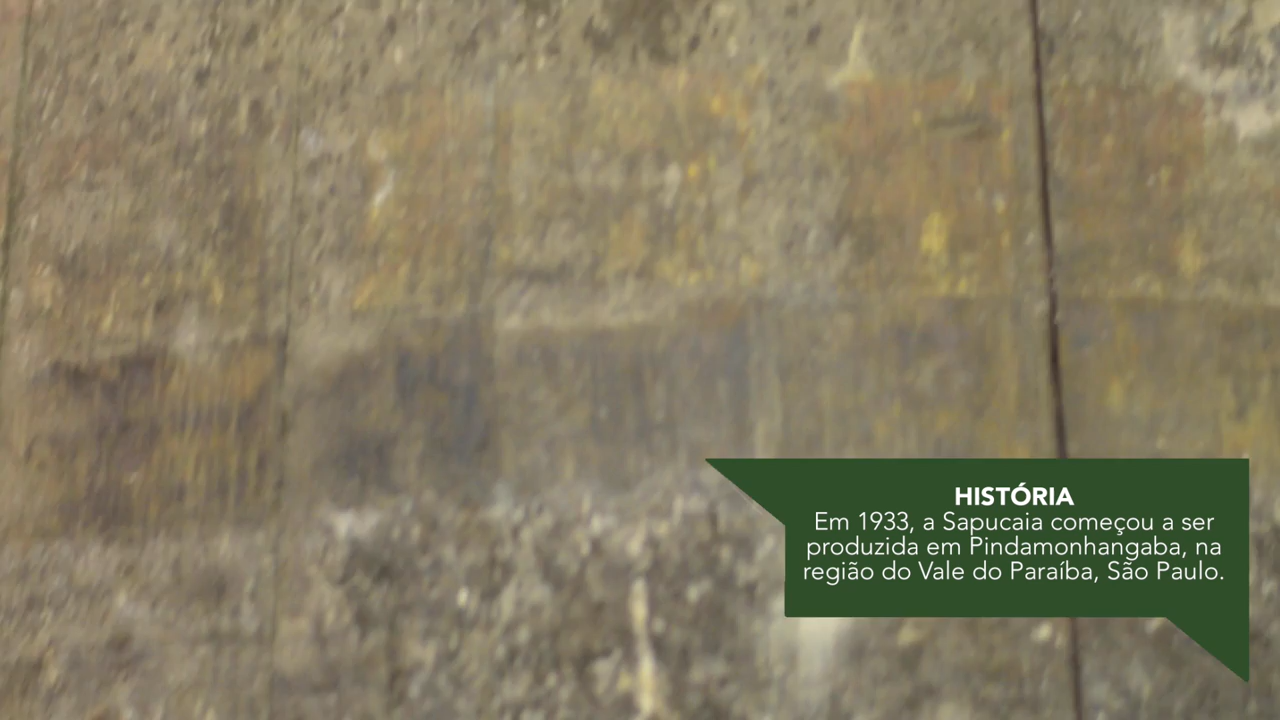 HISTÓRIA
Em 1933, a Sapucaia começou a ser
produzida em Pindamonhangaba, na
região do Vale do Paraíba, São Paulo.